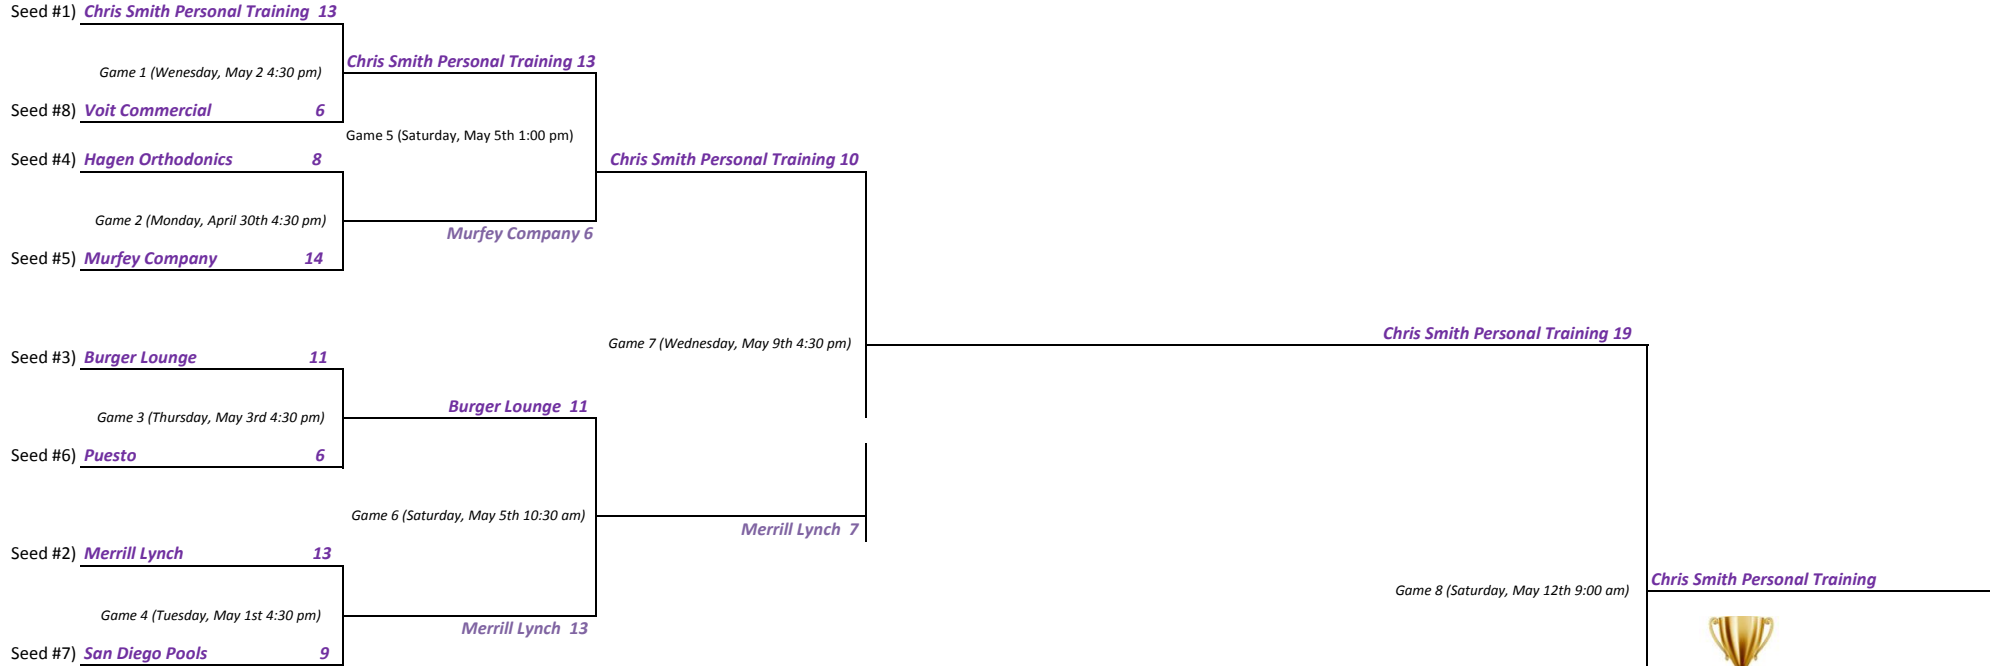 Seed #1) Chris Smith Personal Training 13
Chris Smith Personal Training 13
Game 1 (Wenesday, May 2 4:30 pm)
Seed #8) Voit Commercial 6
Game 5 (Saturday, May 5th 1:00 pm)
Seed #4) Hagen Orthodonics 8
Chris Smith Personal Training 10
Game 2 (Monday, April 30th 4:30 pm)
Murfey Company 6
Seed #5) Murfey Company 14
Chris Smith Personal Training 19
Game 7 (Wednesday, May 9th 4:30 pm)
Seed #3) Burger Lounge 11
Burger Lounge 11
Game 3 (Thursday, May 3rd 4:30 pm)
Seed #6) Puesto 6
Game 6 (Saturday, May 5th 10:30 am)
Merrill Lynch 7
Seed #2) Merrill Lynch 13
Chris Smith Personal Training
Game 8 (Saturday, May 12th 9:00 am)
Game 4 (Tuesday, May 1st 4:30 pm)
Merrill Lynch 13
Seed #7) San Diego Pools 9